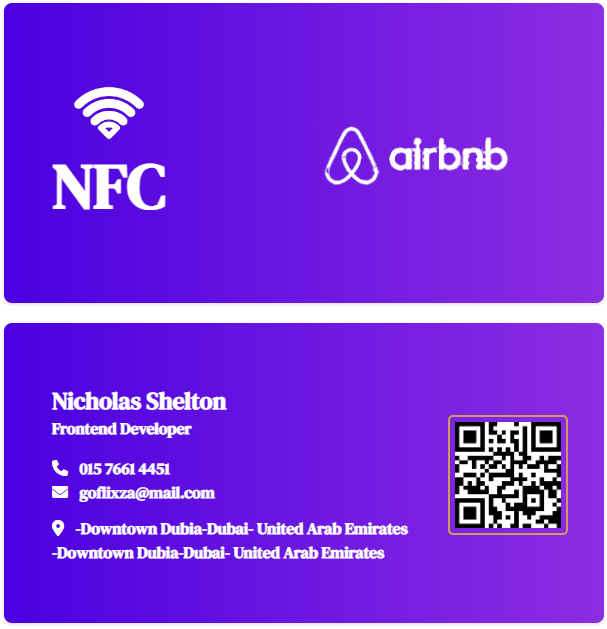 NFC
airbnb
Nicholas Shelton
Frontend Developer
015 7661 4451
goflixza@mail.com
-Downtown Dubia-Dubai- United Arab Emirates
-Downtown Dubia-Dubai- United Arab Emirates